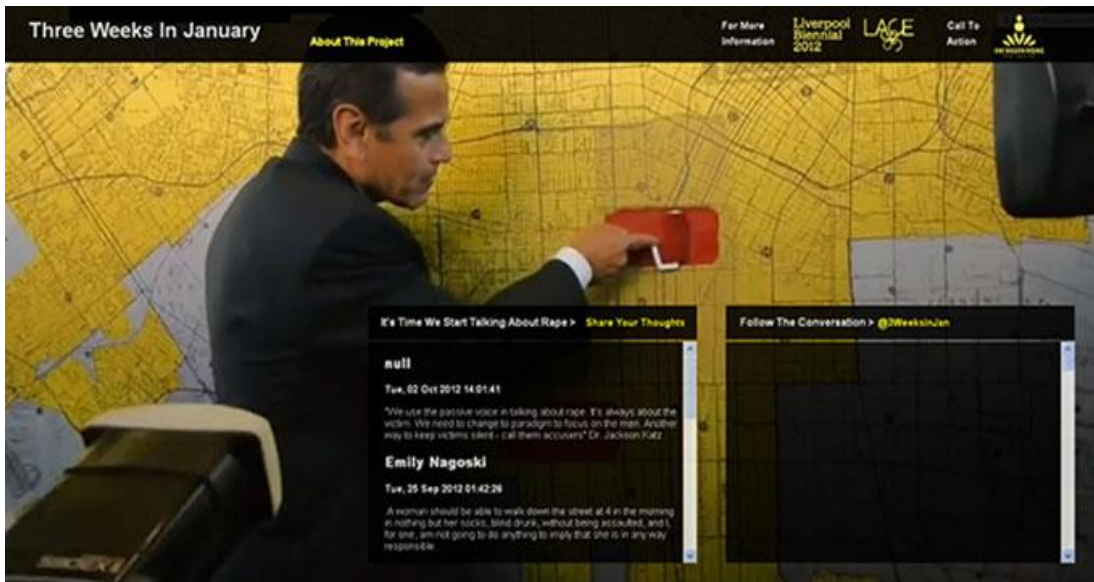 Three Weeks In January
About This Project
For More
Information
Liverpool
Biennial
2012
LACE
Call To
Action
It's Time We Start Talking About Rape > Share Your Thoughts
null
Tue, 02 Oct 2012 14:01:41
"We use the passive voice in talking about rape. It's always about the
victim. We need to change to paradigm to focus on the men. Another
way to keep victims silent - call them accusers" Dr. Jackson Katz
Emily Nagoski
Tue, 25 Sep 2012 01:42:26
A woman should be able to walk down the street at 4 in the morning
in nothing but her socks, blind drunk, without being assaulted, and I,
for one, am not going to do anything to imply that she is in any way
responsible.
Follow The Conversation > @3WeeksinJan